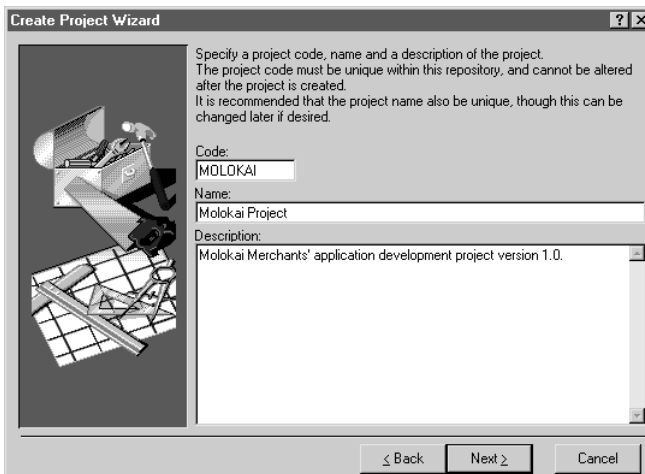 Create Project Wizard
Specify a project code, name and a description of the project.
The project code must be unique within this repository, and cannot be altered
after the project is created.
It is recommended that the project name also be unique, though this can be
changed later if desired.
Code:
MOLOKAI
Name:
Molokai Project
Description:
Molokai Merchants' application development project version 1.0.
< Back
Next >
Cancel